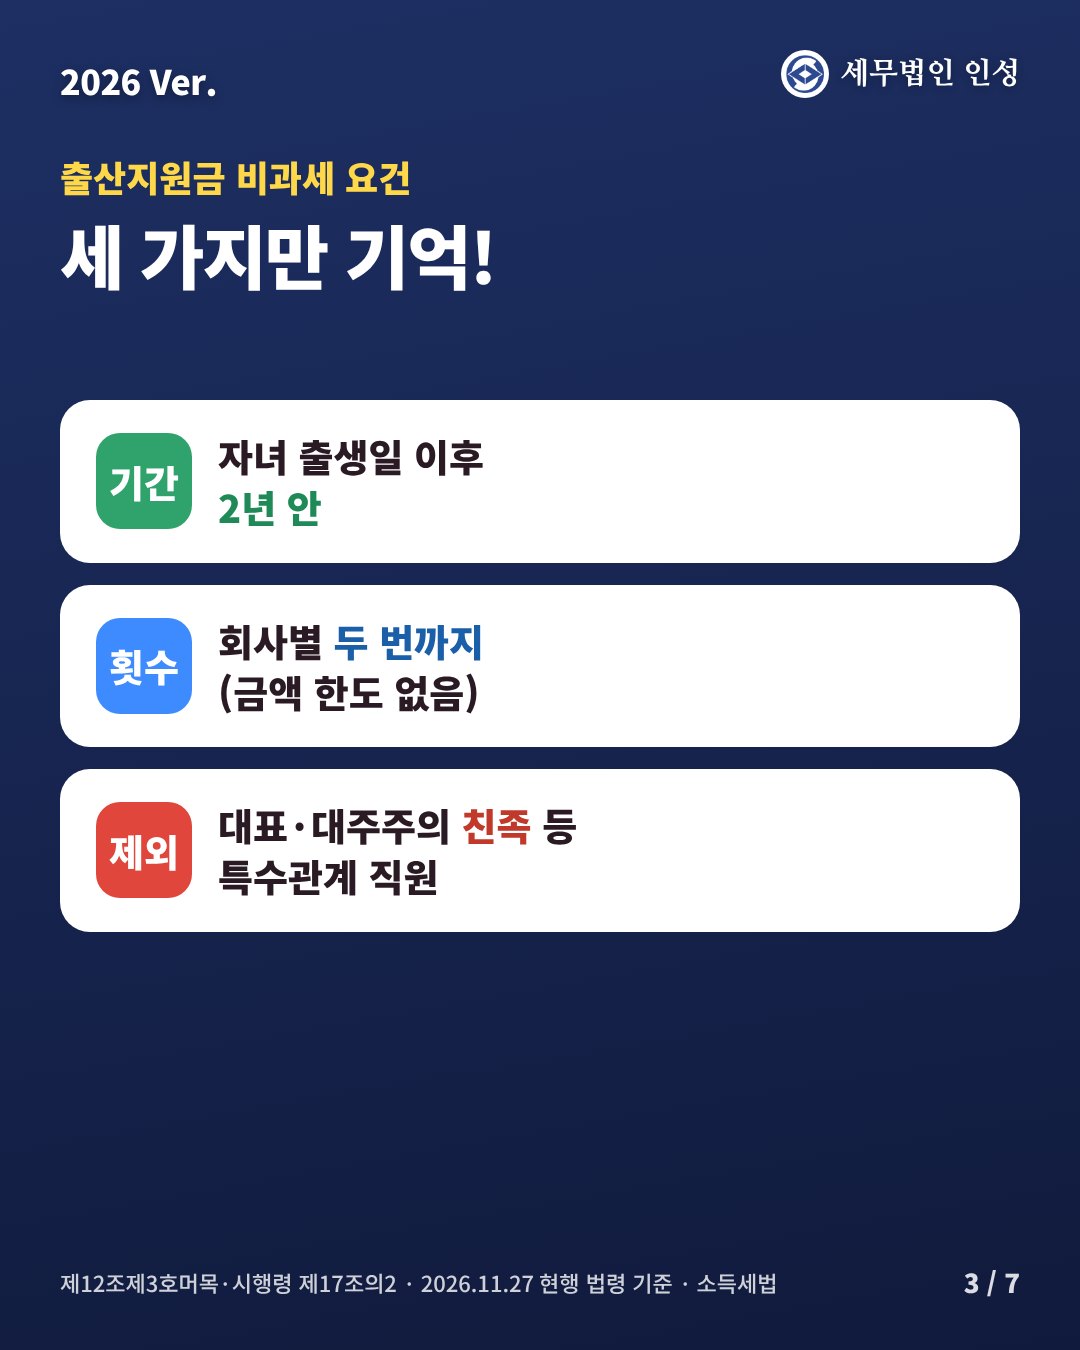 2026 Ver.
세무법인 인성
출산지원금 비과세 요건
세 가지만 기억!
기간
자녀 출생일 이후
2년 안
횟수
회사별 두 번까지
(금액 한도 없음)
제외
대표·대주주의 친족 등
특수관계 직원
제12조제3호머목·시행령 제17조의2 · 2026.11.27 현행 법령 기준 · 소득세법
3 / 7